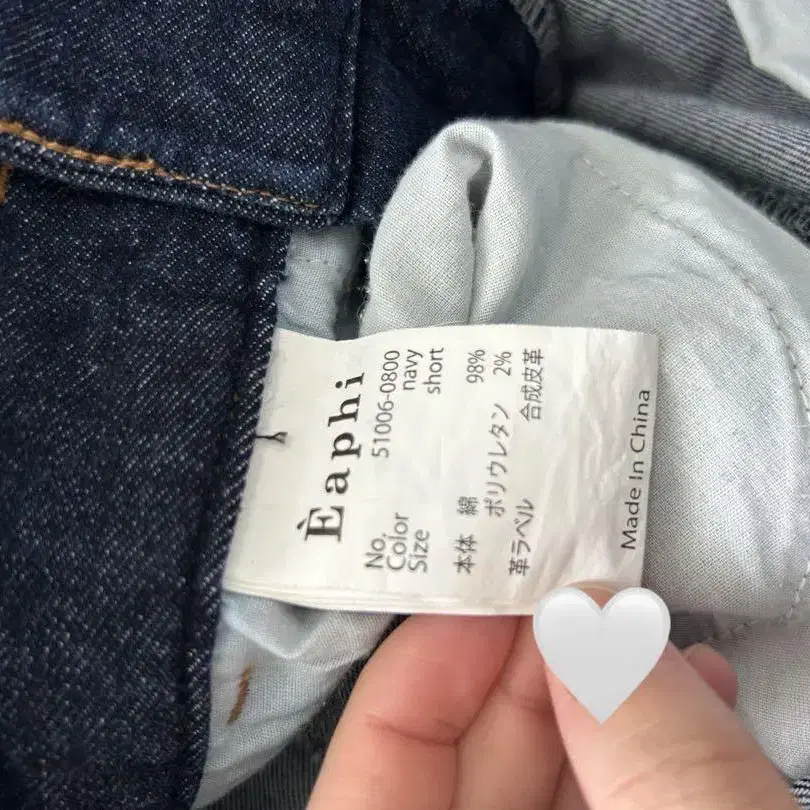 Èaphi
No. 51006-0800
Color navy
Size short
本体 綿 98%
ポリウレタン 2%
革ラベル 合成皮革
Made In China